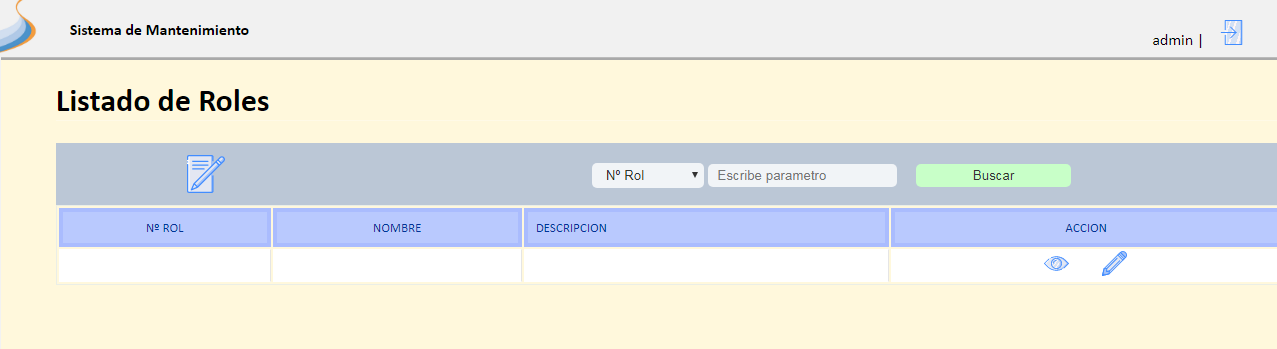 Sistema de Mantenimiento
admin |
Listado de Roles
Nº Rol
Escribe parametro
Buscar
Nº ROL
NOMBRE
DESCRIPCION
ACCION